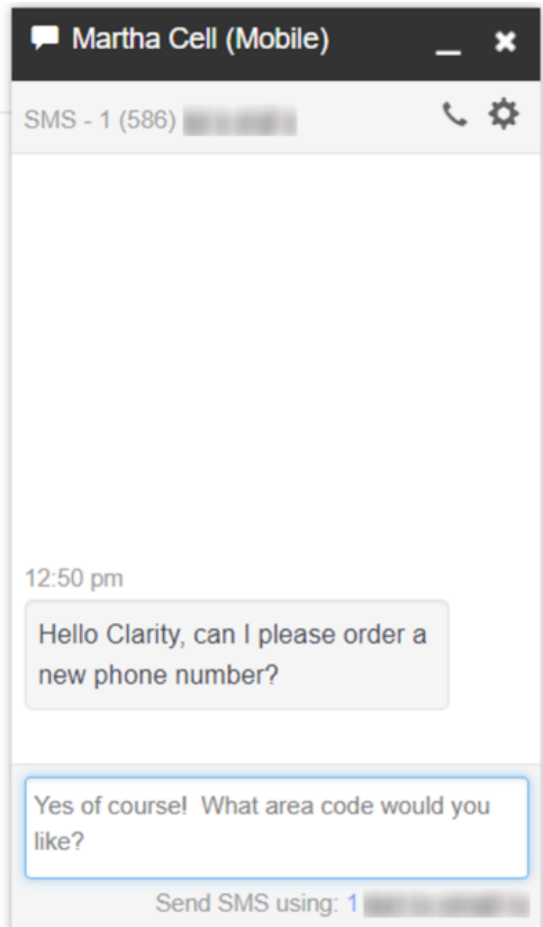 Martha Cell (Mobile)
SMS - 1 (586)
12:50 pm
Hello Clarity, can I please order a
new phone number?
Yes of course!  What area code would you
like?
Send SMS using: 1